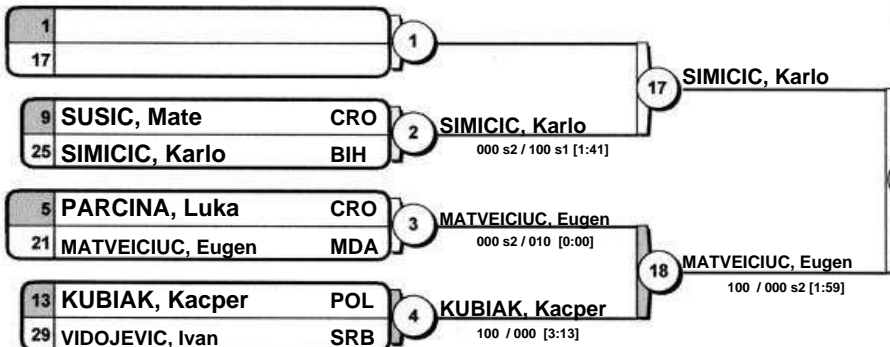 1
17
1
17
SIMICIC, Karlo
9 SUSIC, Mate CRO
25 SIMICIC, Karlo BIH
2
SIMICIC, Karlo
000 s2 / 100 s1 [1:41]
5 PARCINA, Luka CRO
21 MATVEICIUC, Eugen MDA
3
MATVEICIUC, Eugen
000 s2 / 010 [0:00]
18
MATVEICIUC, Eugen
100 / 000 s2 [1:59]
13 KUBIAK, Kacper POL
29 VIDOJEVIC, Ivan SRB
4
KUBIAK, Kacper
100 / 000 [3:13]